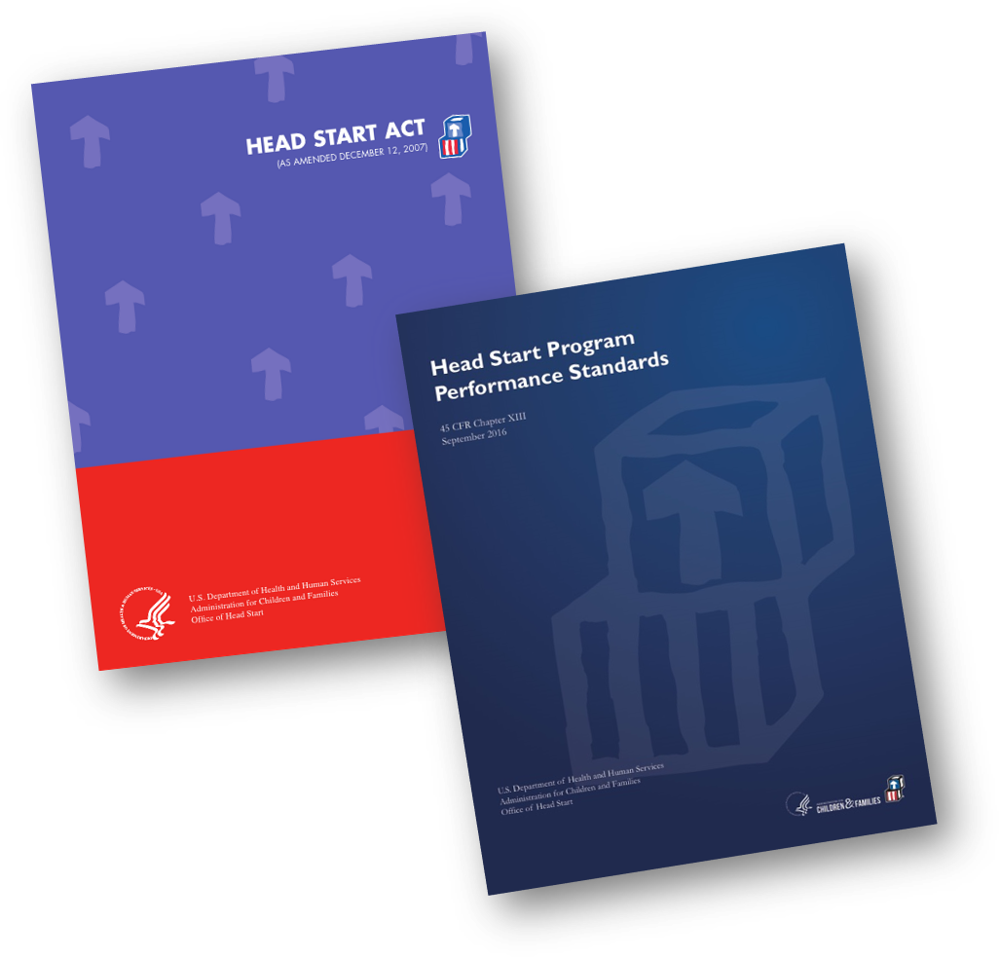 HEAD START ACT
(AS AMENDED DECEMBER 12, 2007)
U.S. Department of Health and Human Services
Administration for Children and Families
Office of Head Start
Head Start Program
Performance Standards
45 CFR Chapter XIII
September 2016
U.S. Department of Health and Human Services
Administration for Children and Families
Office of Head Start
CHILDREN & FAMILIES